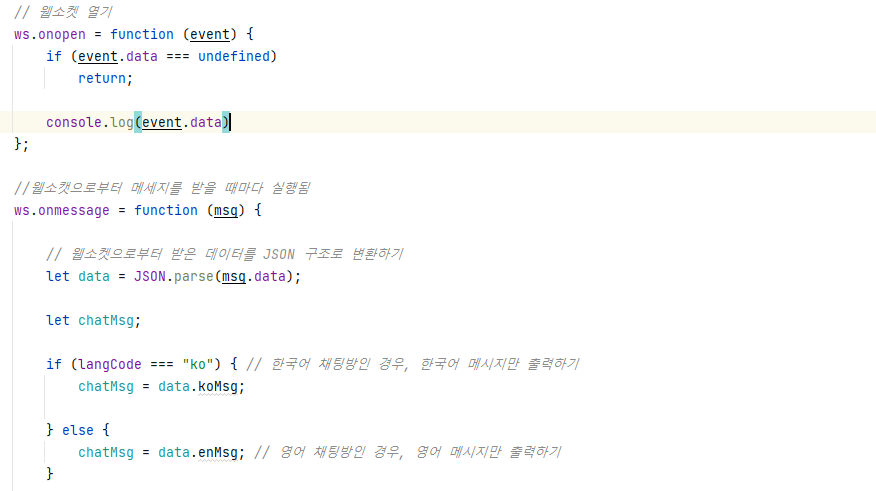 // 웹소켓 열기
ws.onopen = function (event) {
if (event.data === undefined)
return;
console.log(event.data)
};
//웹소캣으로부터 메세지를 받을 때마다 실행됨
ws.onmessage = function (msg) {
// 웹소켓으로부터 받은 데이터를 JSON 구조로 변환하기
let data = JSON.parse(msg.data);
let chatMsg;
if (langCode === "ko") { // 한국어 채팅방인 경우, 한국어 메시지만 출력하기
chatMsg = data.koMsg;
} else {
chatMsg = data.enMsg; // 영어 채팅방인 경우, 영어 메시지만 출력하기
}